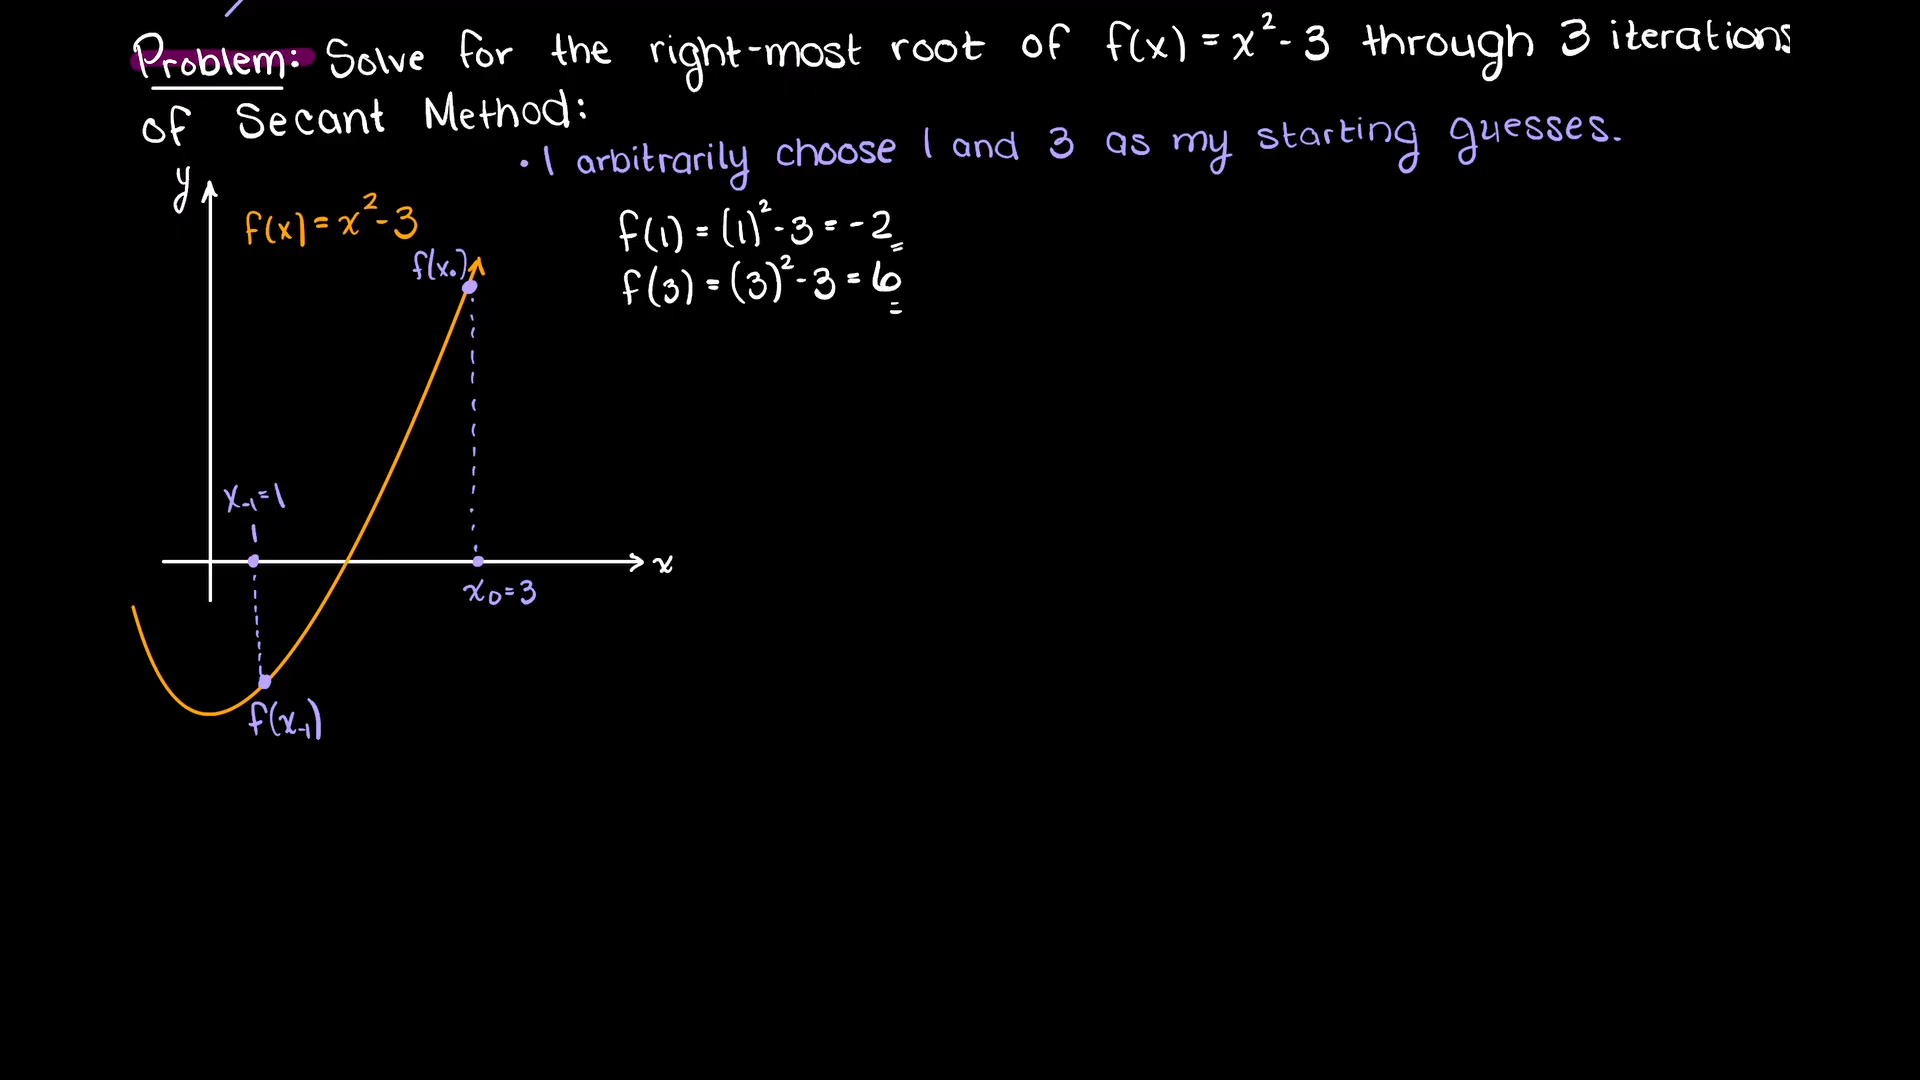 Problem: Solve for the right-most root of f(x) = x² - 3 through 3 iterations
of Secant Method:
• I arbitrarily choose 1 and 3 as my starting guesses.
y
f(x) = x² - 3
f(1) = (1)² - 3 = -2
f(x₀)
f(3) = (3)² - 3 = 6
x₋₁ = 1
x
x₀ = 3
f(x₋₁)